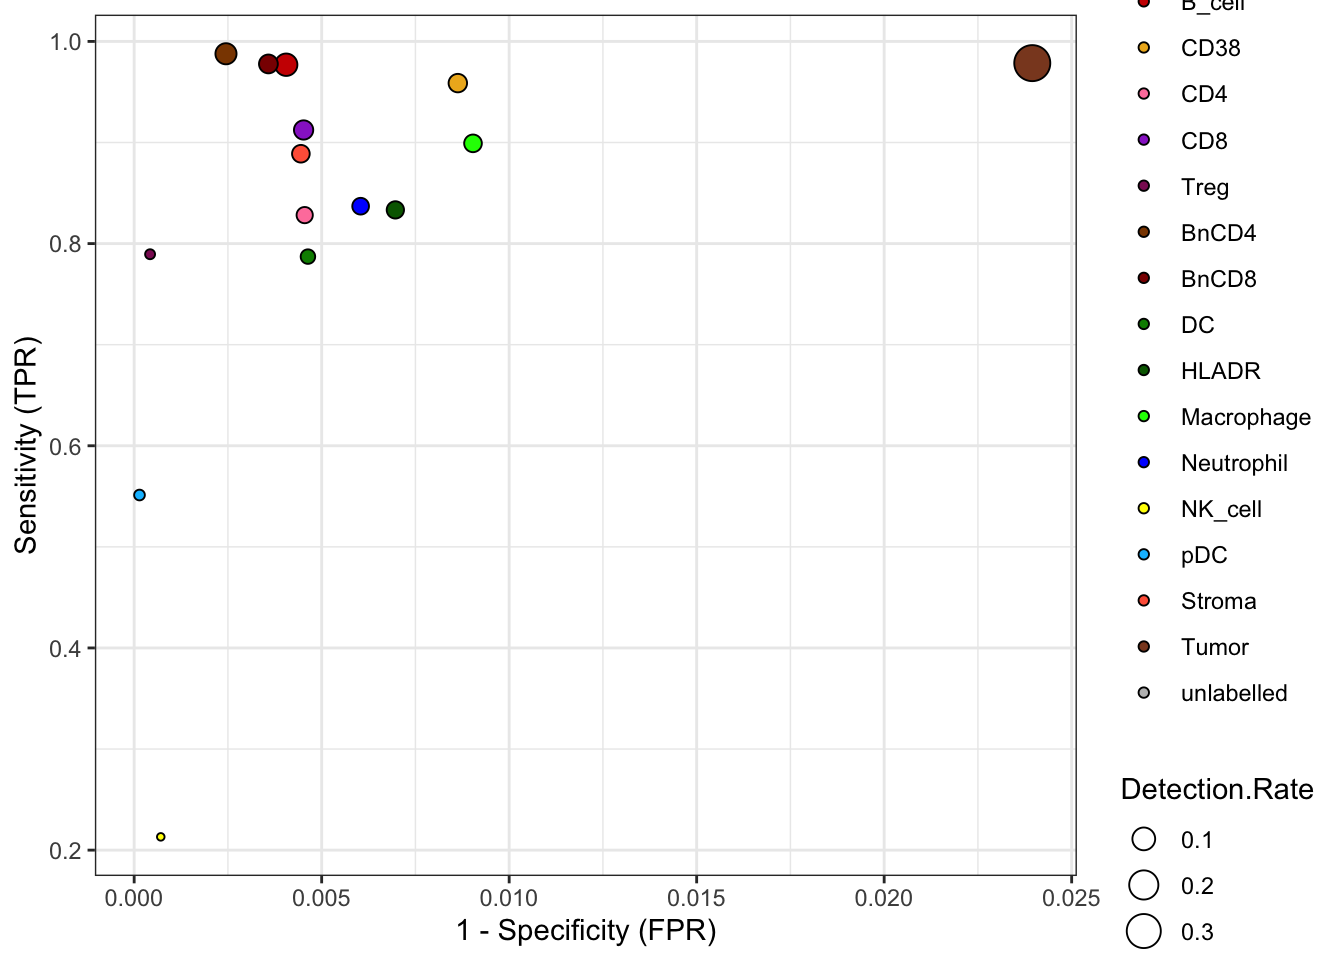 B_cell
CD38
CD4
CD8
Treg
BnCD4
BnCD8
DC
HLADR
Macrophage
Neutrophil
NK_cell
pDC
Stroma
Tumor
unlabelled
Detection.Rate
0.1
0.2
0.3
1.0
0.8
0.6
0.4
0.2
Sensitivity (TPR)
0.000 0.005 0.010 0.015 0.020 0.025
1 - Specificity (FPR)